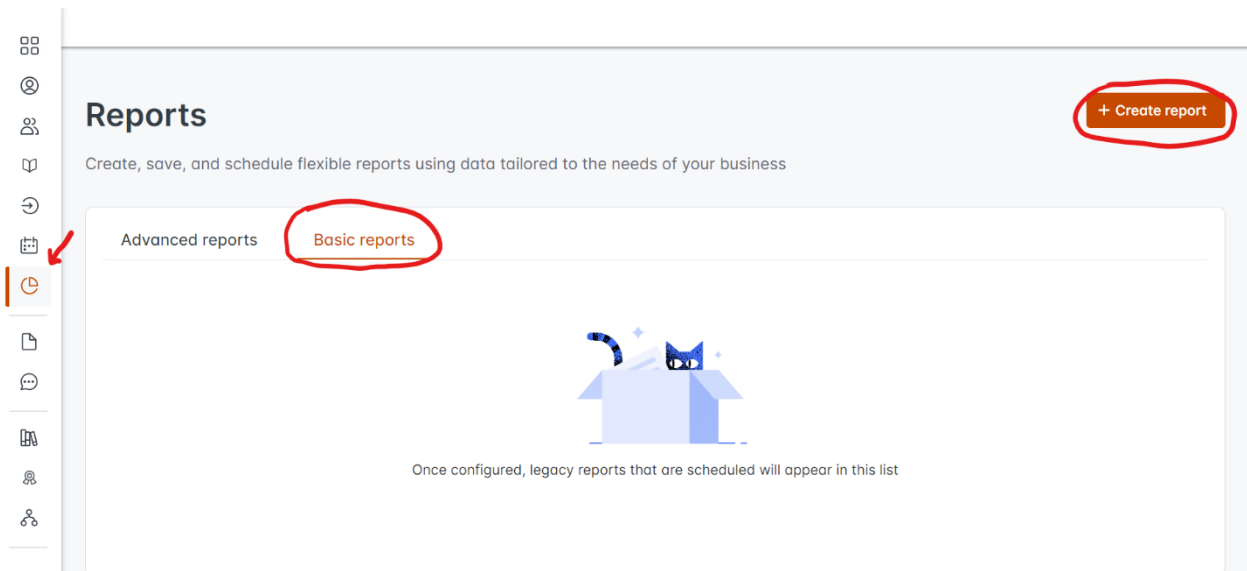 Reports
+ Create report
Create, save, and schedule flexible reports using data tailored to the needs of your business
Advanced reports
Basic reports
Once configured, legacy reports that are scheduled will appear in this list